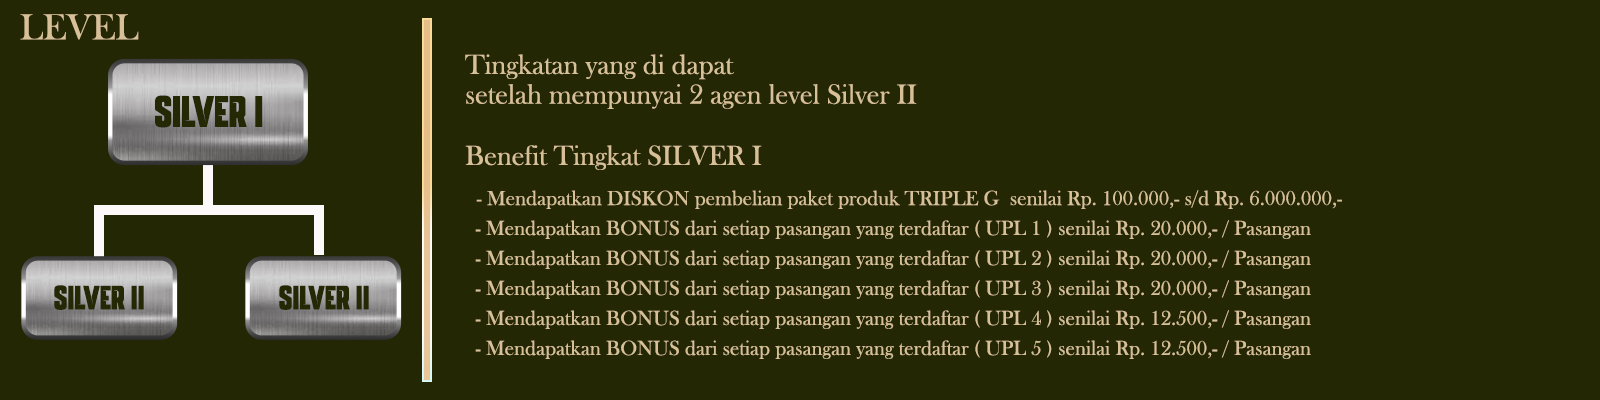 LEVEL
SILVER I
SILVER II
SILVER II
Tingkatan yang di dapat
setelah mempunyai 2 agen level Silver II
Benefit Tingkat SILVER I
- Mendapatkan DISKON pembelian paket produk TRIPLE G senilai Rp. 100.000,- s/d Rp. 6.000.000,-
- Mendapatkan BONUS dari setiap pasangan yang terdaftar ( UPL 1 ) senilai Rp. 20.000,- / Pasangan
- Mendapatkan BONUS dari setiap pasangan yang terdaftar ( UPL 2 ) senilai Rp. 20.000,- / Pasangan
- Mendapatkan BONUS dari setiap pasangan yang terdaftar ( UPL 3 ) senilai Rp. 20.000,- / Pasangan
- Mendapatkan BONUS dari setiap pasangan yang terdaftar ( UPL 4 ) senilai Rp. 12.500,- / Pasangan
- Mendapatkan BONUS dari setiap pasangan yang terdaftar ( UPL 5 ) senilai Rp. 12.500,- / Pasangan